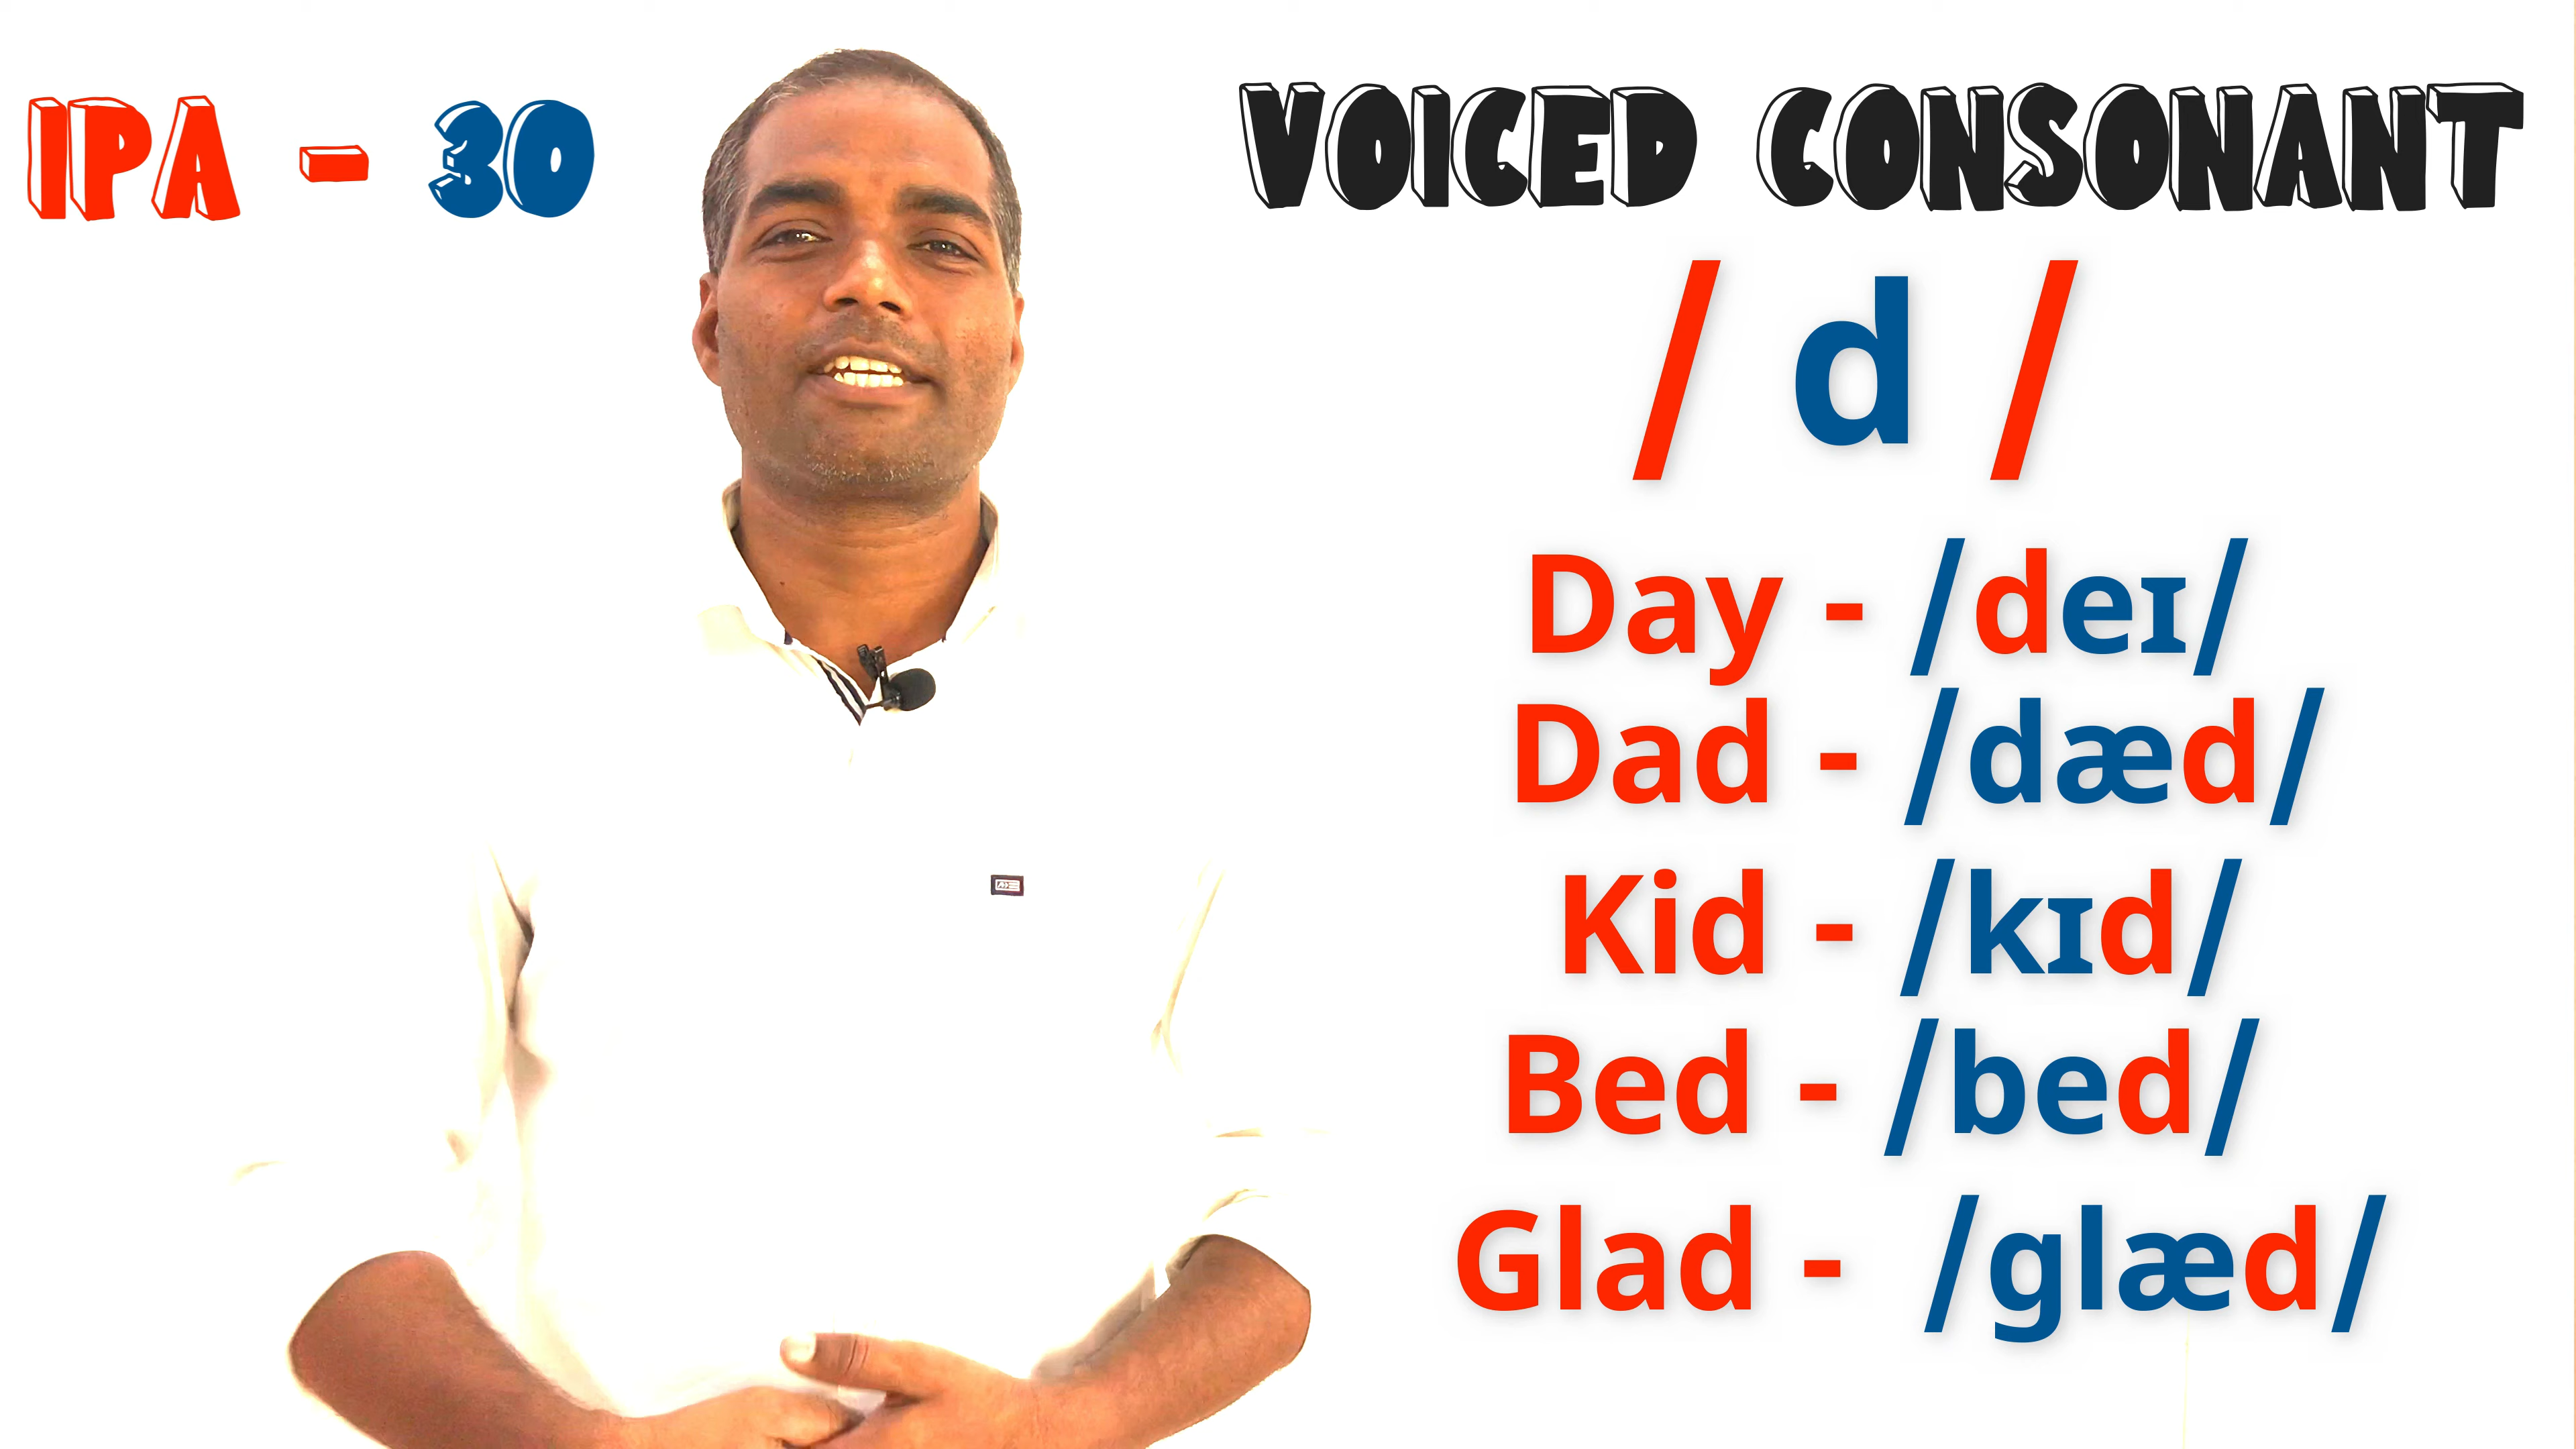 IPA - 30
VOICED CONSONANT
/ d /
Day - /deɪ/
Dad - /dæd/
Kid - /kɪd/
Bed - /bed/
Glad - /glæd/